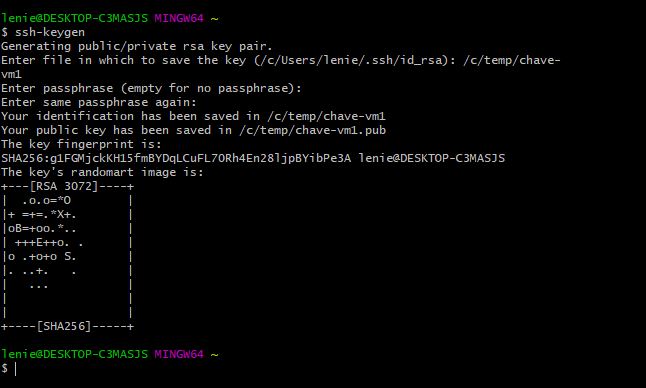 lenie@DESKTOP-C3MASJS MINGW64 ~
$ ssh-keygen
Generating public/private rsa key pair.
Enter file in which to save the key (/c/Users/lenie/.ssh/id_rsa): /c/temp/chave-
vm1
Enter passphrase (empty for no passphrase):
Enter same passphrase again:
Your identification has been saved in /c/temp/chave-vm1
Your public key has been saved in /c/temp/chave-vm1.pub
The key fingerprint is:
SHA256:g1FGMjckKH15fmBYDqLCuFL7ORh4En28ljpBYibPe3A lenie@DESKTOP-C3MASJS
The key's randomart image is:
+---[RSA 3072]----+
|  .o.o=*O        |
|+ =+=.*X+.       |
|oB=+oo.*..       |
| +++E++o. .      |
|o .+o+o S.       |
|. ..+.   .       |
|   ...           |
|                 |
|                 |
+----[SHA256]-----+
lenie@DESKTOP-C3MASJS MINGW64 ~
$